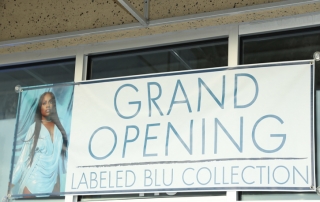 GRAND
OPENING
LABELED BLU COLLECTION